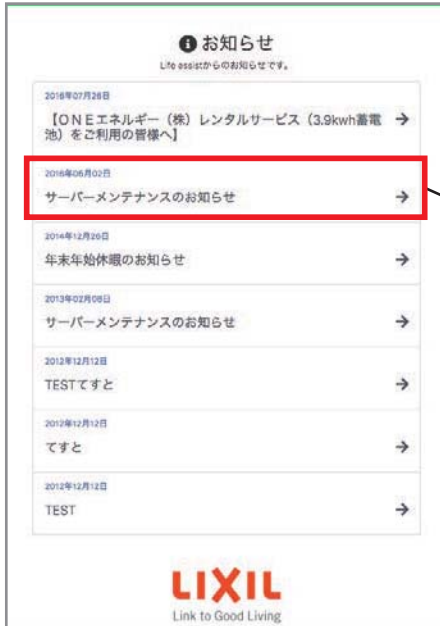 お知らせ
Life assistからのお知らせです。
2016年07月26日
【ONEエネルギー（株）レンタルサービス（3.9kwh蓄電
池）をご利用の皆様へ】
2016年06月02日
サーバーメンテナンスのお知らせ
2014年12月26日
年末年始休暇のお知らせ
2013年02月08日
サーバーメンテナンスのお知らせ
2012年12月12日
TESTてすと
2012年12月12日
てすと
2012年12月12日
TEST
LIXIL
Link to Good Living